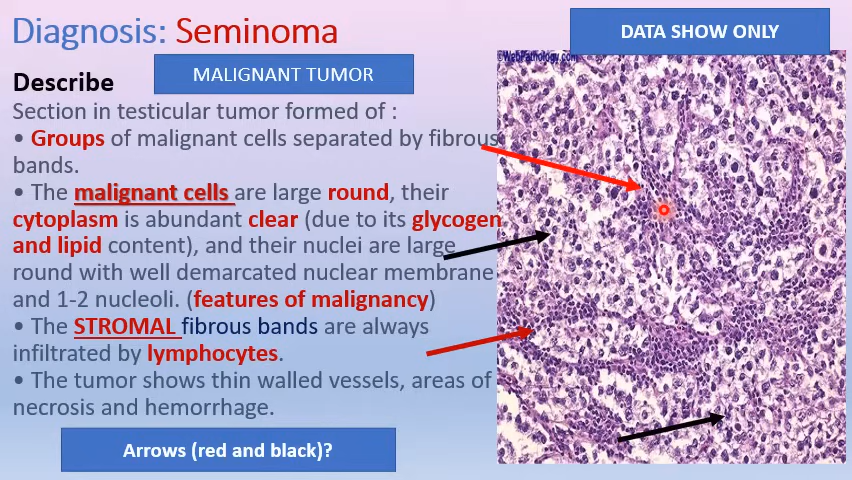 Diagnosis: Seminoma
DATA SHOW ONLY
©WebPathology.com
MALIGNANT TUMOR
Describe
Section in testicular tumor formed of :
• Groups of malignant cells separated by fibrous
bands.
• The malignant cells are large round, their
cytoplasm is abundant clear (due to its glycogen
and lipid content), and their nuclei are large
round with well demarcated nuclear membrane
and 1-2 nucleoli. (features of malignancy)
• The STROMAL fibrous bands are always
infiltrated by lymphocytes.
• The tumor shows thin walled vessels, areas of
necrosis and hemorrhage.
Arrows (red and black)?